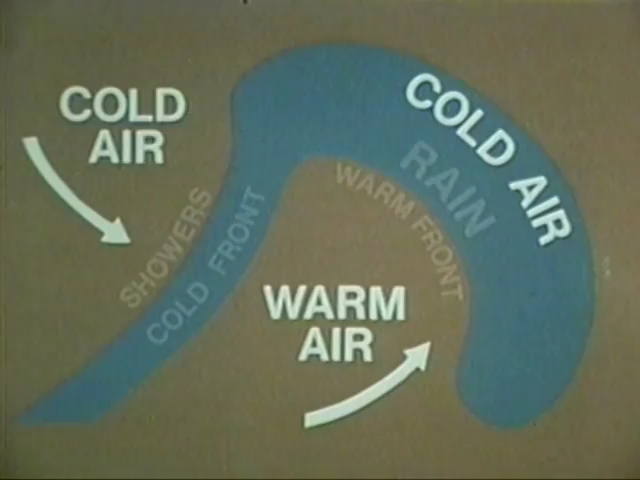 COLD
AIR
COLD AIR
RAIN
WARM FRONT
SHOWERS
COLD FRONT
WARM
AIR